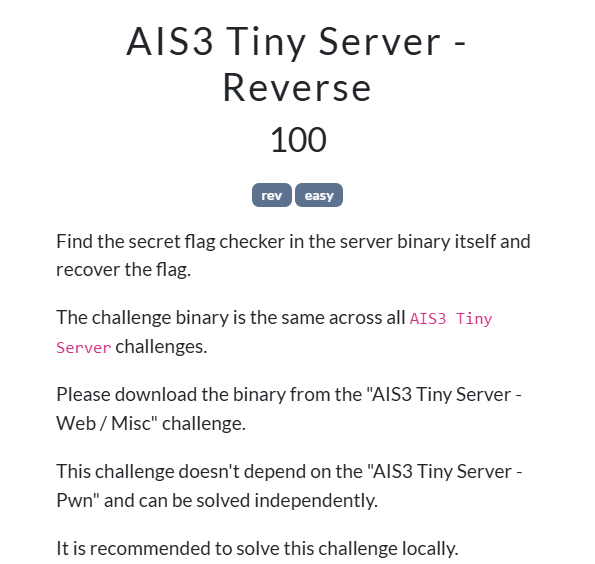 AIS3 Tiny Server -
Reverse
100
rev easy
Find the secret flag checker in the server binary itself and
recover the flag.
The challenge binary is the same across all AIS3 Tiny
Server challenges.
Please download the binary from the "AIS3 Tiny Server -
Web / Misc" challenge.
This challenge doesn't depend on the "AIS3 Tiny Server -
Pwn" and can be solved independently.
It is recommended to solve this challenge locally.